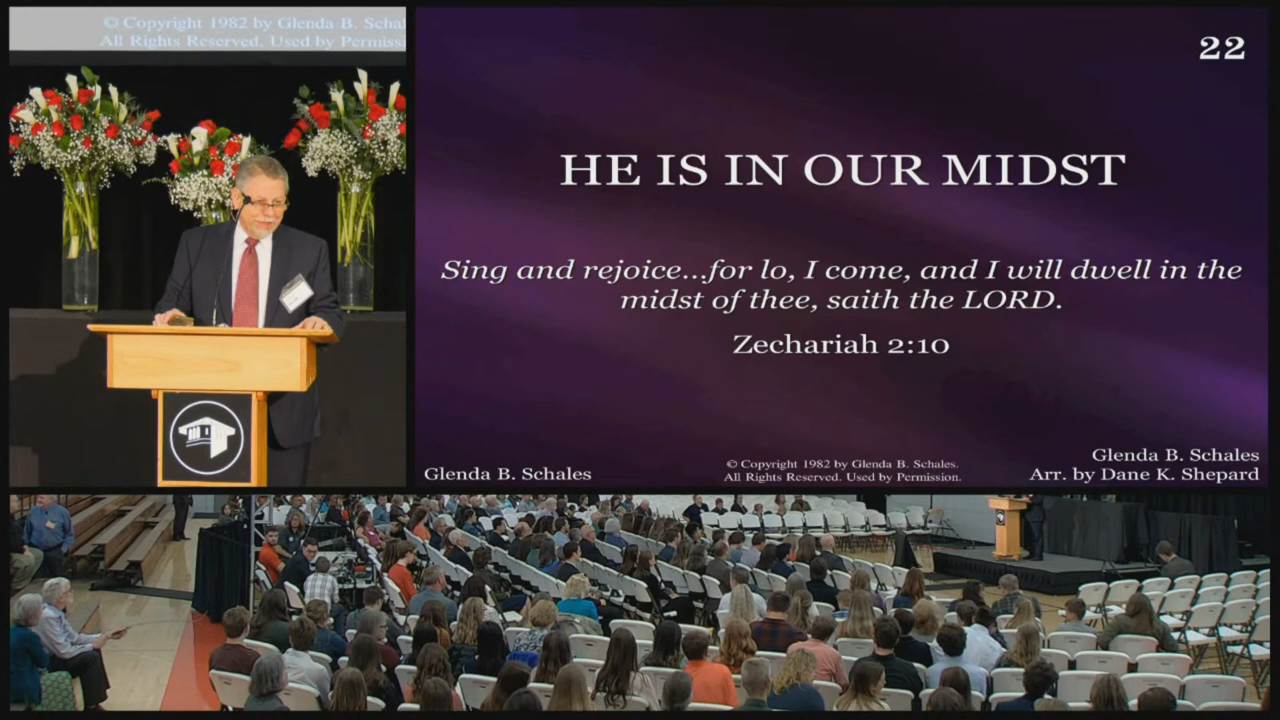 © Copyright 1982 by Glenda B. Schal
All Rights Reserved. Used by Permissi
22
HE IS IN OUR MIDST
Sing and rejoice...for lo, I come, and I will dwell in the
midst of thee, saith the LORD.
Zechariah 2:10
Glenda B. Schales
© Copyright 1982 by Glenda B. Schales.
All Rights Reserved. Used by Permission.
Glenda B. Schales
Arr. by Dane K. Shepard